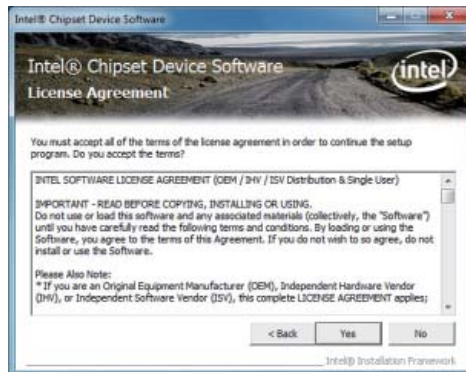 Intel® Chipset Device Software
Intel® Chipset Device Software
License Agreement
intel
You must accept all of the terms of the license agreement in order to continue the setup
program. Do you accept the terms?
INTEL SOFTWARE LICENSE AGREEMENT (OEM / IHV / ISV Distribution & Single User)
IMPORTANT - READ BEFORE COPYING, INSTALLING OR USING.
Do not use or load this software and any associated materials (collectively, the "Software")
until you have carefully read the following terms and conditions. By loading or using the
Software, you agree to the terms of this Agreement. If you do not wish to so agree, do not
install or use the Software.
Please Also Note:
* If you are an Original Equipment Manufacturer (OEM), Independent Hardware Vendor
(IHV), or Independent Software Vendor (ISV), this complete LICENSE AGREEMENT applies;
< Back Yes No
Intel® Installation Framework